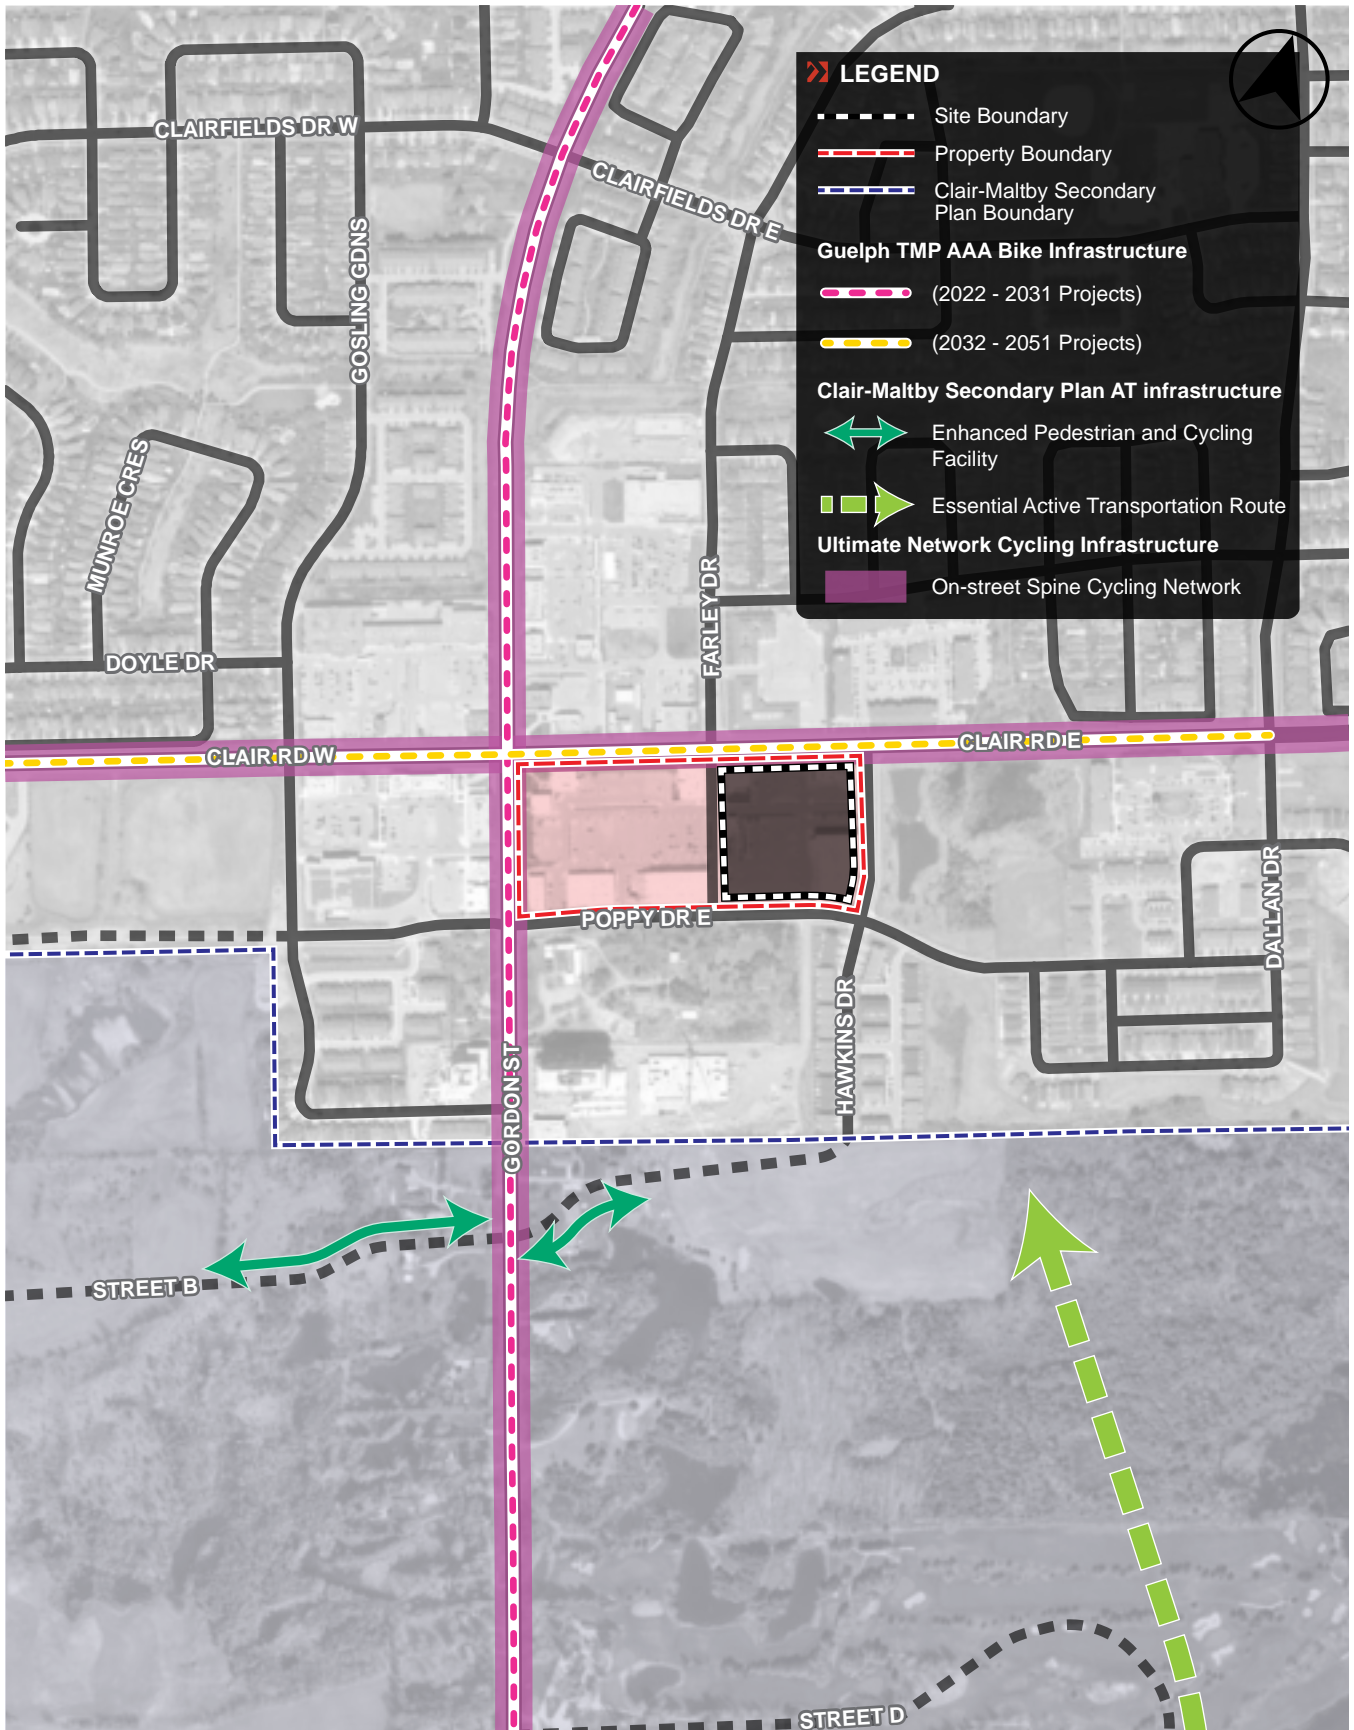 LEGEND
Site Boundary
Property Boundary
Clair-Maltby Secondary
Plan Boundary
Guelph TMP AAA Bike Infrastructure
(2022 - 2031 Projects)
(2032 - 2051 Projects)
Clair-Maltby Secondary Plan AT infrastructure
Enhanced Pedestrian and Cycling
Facility
Essential Active Transportation Route
Ultimate Network Cycling Infrastructure
On-street Spine Cycling Network
CLAIRFIELDS DR W
CLAIRFIELDS DR E
GOSLING GDNS
MUNROE CRES
FARLEY DR
DOYLE DR
CLAIR RD W
CLAIR RD E
POPPY DR E
DALLAN DR
HAWKINS DR
GORDON ST
STREET B
STREET D